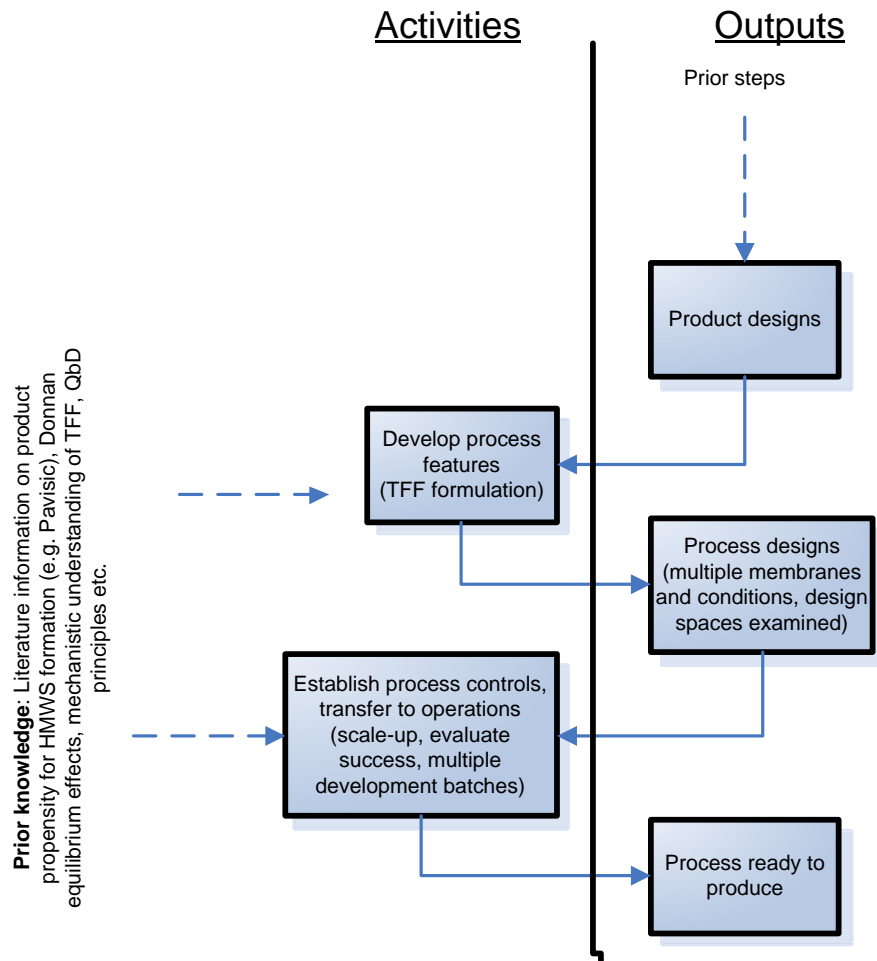 Activities
Outputs
Prior steps
Product designs
Develop process
features
(TFF formulation)
Process designs
(multiple membranes
and conditions, design
spaces examined)
Establish process controls,
transfer to operations
(scale-up, evaluate
success, multiple
development batches)
Process ready to
produce
Prior knowledge: Literature information on product
propensity for HMWS formation (e.g. Pavisic), Donnan
equilibrium effects, mechanistic understanding of TFF, QbD
principles etc.